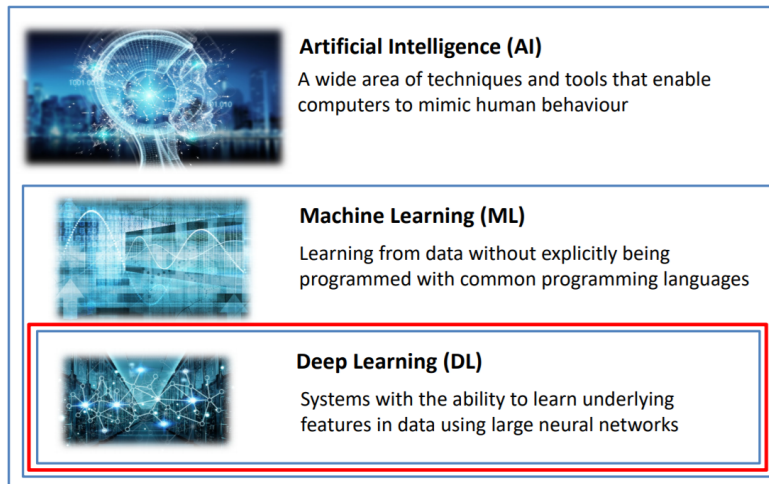 Artificial Intelligence (AI)
A wide area of techniques and tools that enable
computers to mimic human behaviour
1001 010
Machine Learning (ML)
Learning from data without explicitly being
programmed with common programming languages
Deep Learning (DL)
Systems with the ability to learn underlying
features in data using large neural networks